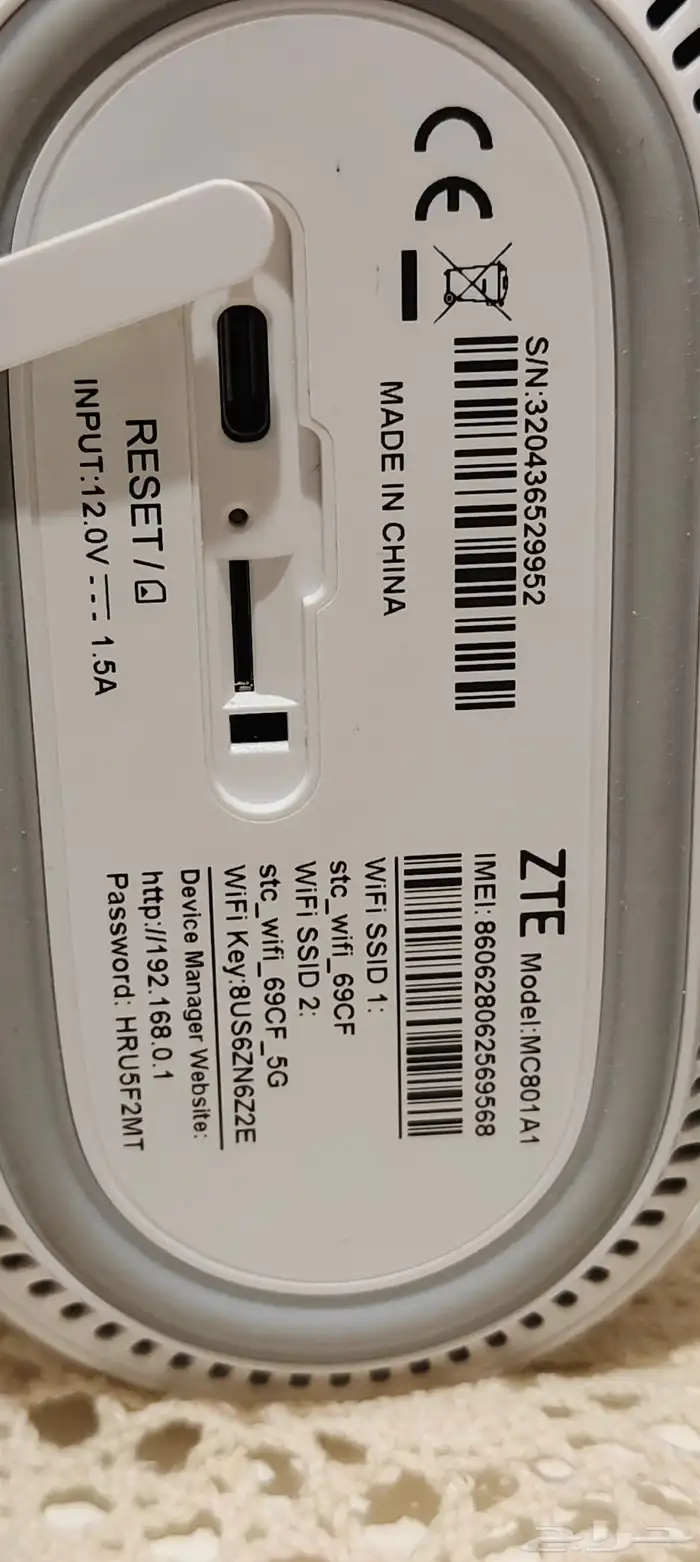 CE
S/N:320436529952
MADE IN CHINA
RESET /
INPUT:12.0V 1.5A
ZTE Model:MC801A1
IMEI: 860628062569568
WiFi SSID 1:
stc_wifi_69CF
WiFi SSID 2:
stc_wifi_69CF_5G
WiFi Key:8US6ZN6Z2E
Device Manager Website:
http://192.168.0.1
Password: HRU5F2MT
حراج